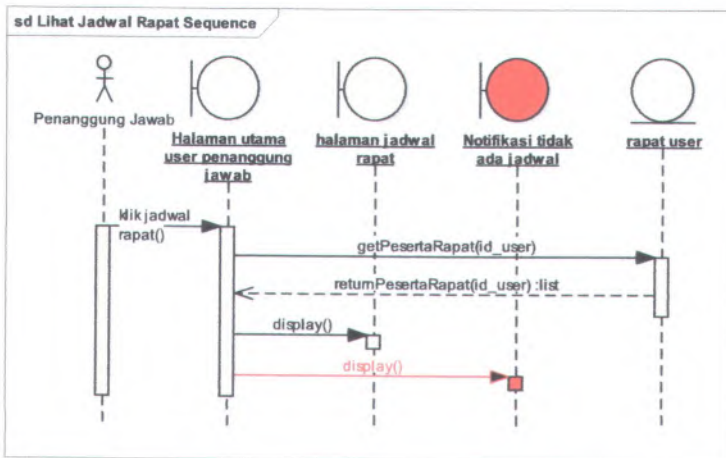 sd Lihat Jadwal Rapat Sequence
Penanggung Jawab
Halaman utama
user penanggung
jawab
halaman jadwal
rapat
Notifikasi tidak
ada jadwal
rapat user
klik jadwal
rapat()
getPesertaRapat(id_user)
returnPesertaRapat(id_user) :list
display()
display()